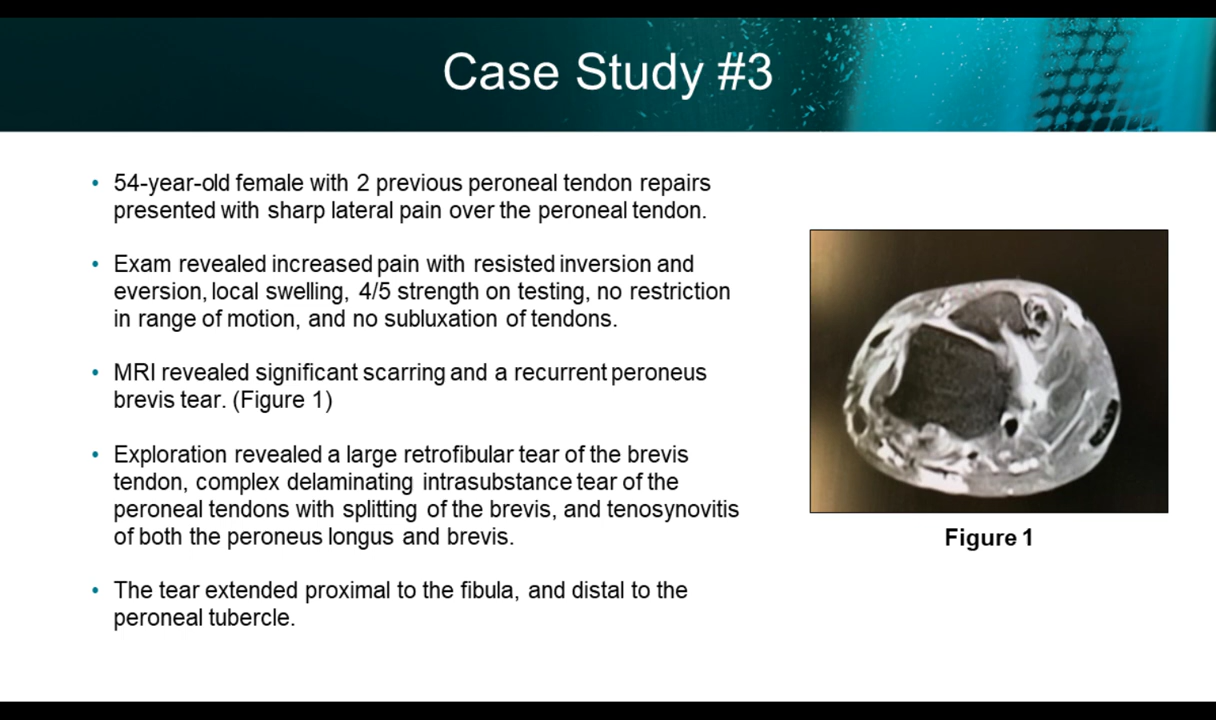 Case Study #3
• 54-year-old female with 2 previous peroneal tendon repairs
presented with sharp lateral pain over the peroneal tendon.
• Exam revealed increased pain with resisted inversion and
eversion, local swelling, 4/5 strength on testing, no restriction
in range of motion, and no subluxation of tendons.
• MRI revealed significant scarring and a recurrent peroneus
brevis tear. (Figure 1)
• Exploration revealed a large retrofibular tear of the brevis
tendon, complex delaminating intrasubstance tear of the
peroneal tendons with splitting of the brevis, and tenosynovitis
of both the peroneus longus and brevis.
• The tear extended proximal to the fibula, and distal to the
peroneal tubercle.
Figure 1